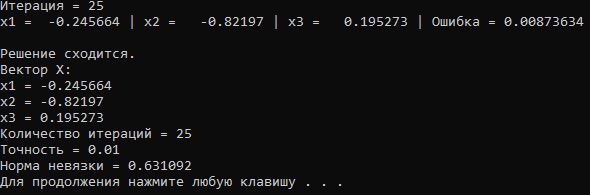 Итерация = 25
x1 =  -0.245664 | x2 =   -0.82197 | x3 =   0.195273 | Ошибка = 0.00873634
Решение сходится.
Вектор X:
x1 = -0.245664
x2 = -0.82197
x3 = 0.195273
Количество итераций = 25
Точность = 0.01
Норма невязки = 0.631092
Для продолжения нажмите любую клавишу . . .